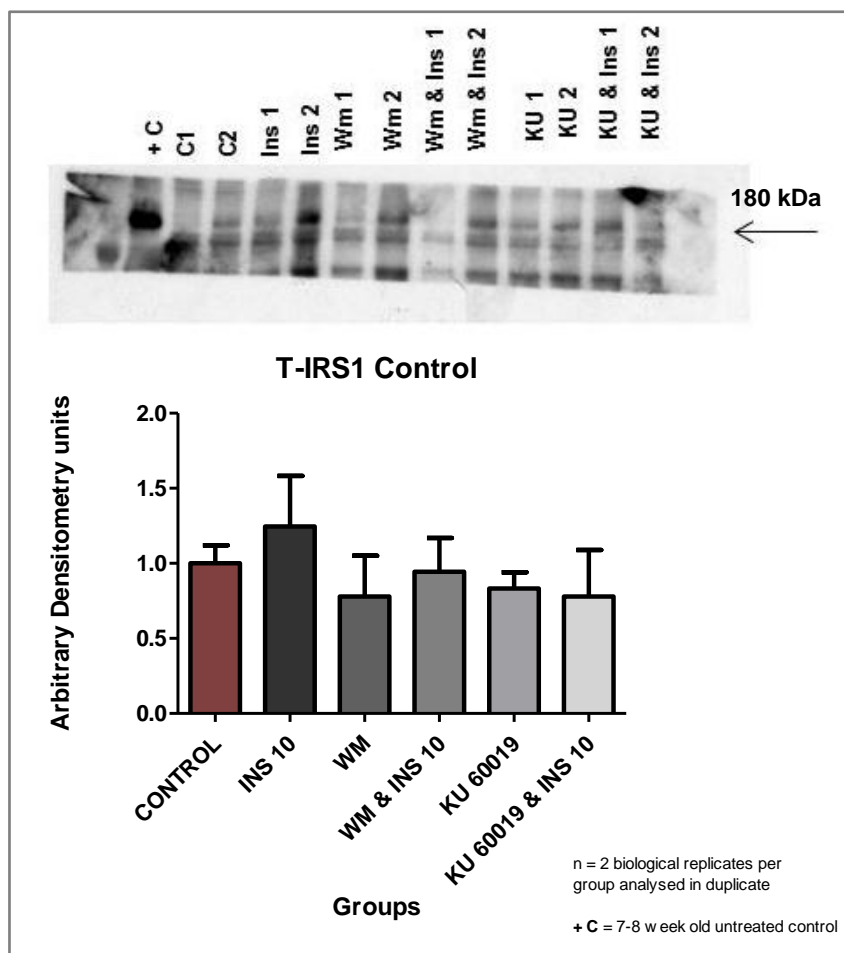 + C
C1
C2
Ins 1
Ins 2
Wm 1
Wm 2
Wm & Ins 1
Wm & Ins 2
KU 1
KU 2
KU & Ins 1
KU & Ins 2
180 kDa
T-IRS1 Control
Arbitrary Densitometry units
2.0
1.5
1.0
0.5
0.0
CONTROL
INS 10
WM
WM & INS 10
KU 60019
KU 60019 & INS 10
Groups
n = 2 biological replicates per
group analysed in duplicate
+ C = 7-8 week old untreated control